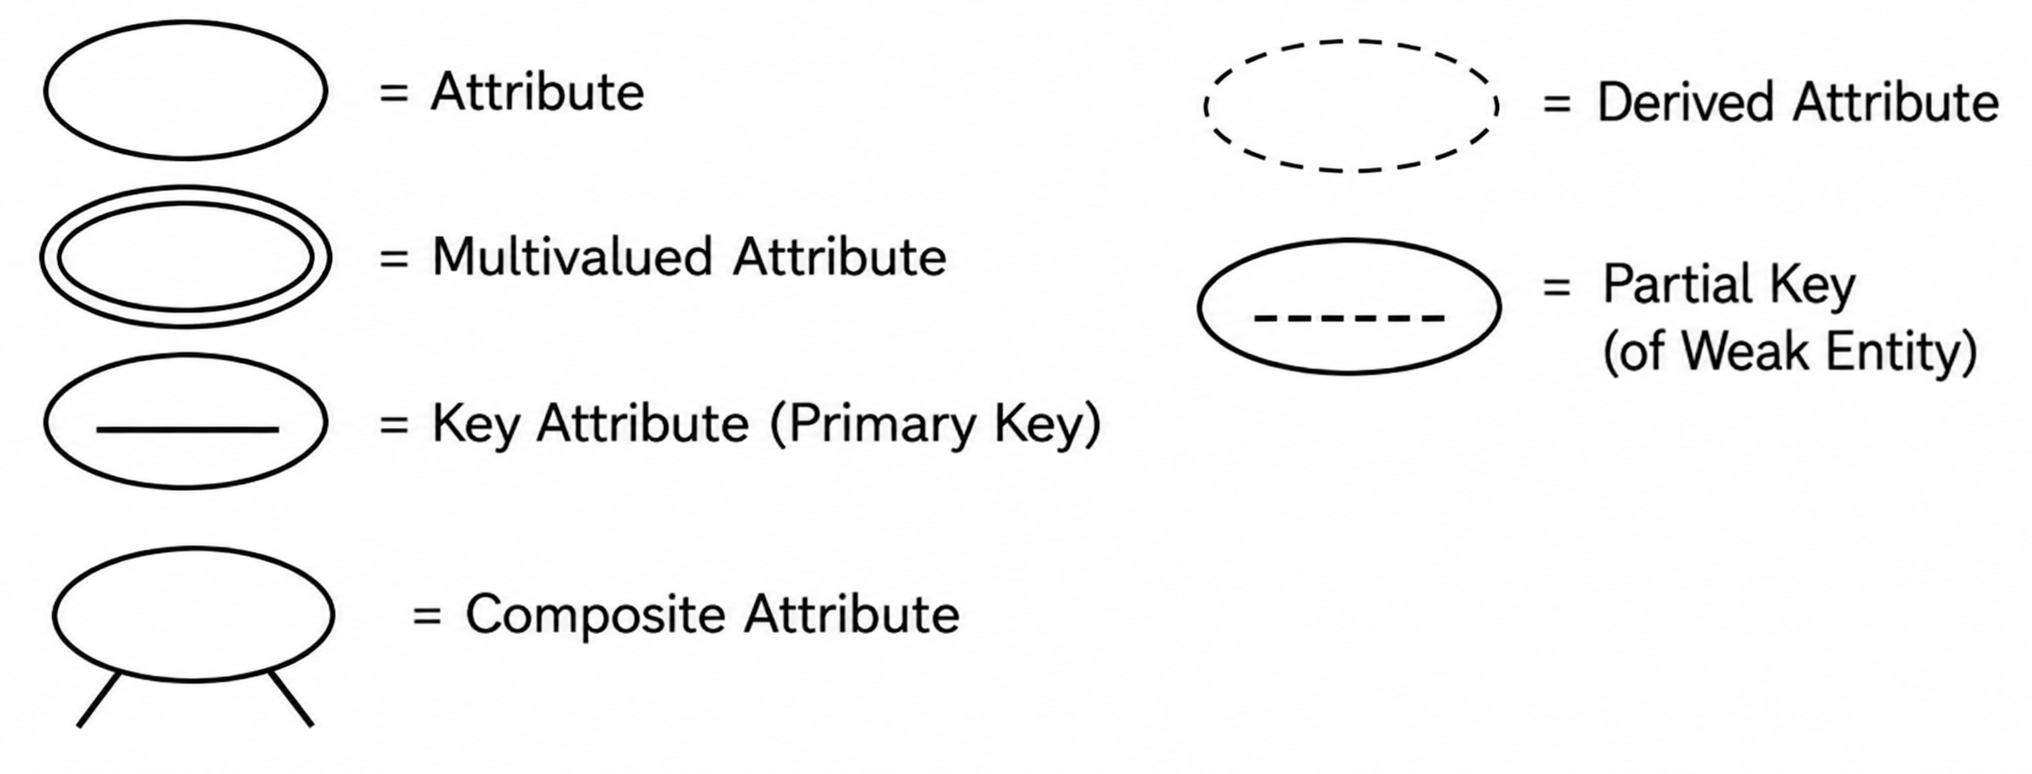 = Attribute
= Multivalued Attribute
= Key Attribute (Primary Key)
= Composite Attribute
= Derived Attribute
= Partial Key
(of Weak Entity)